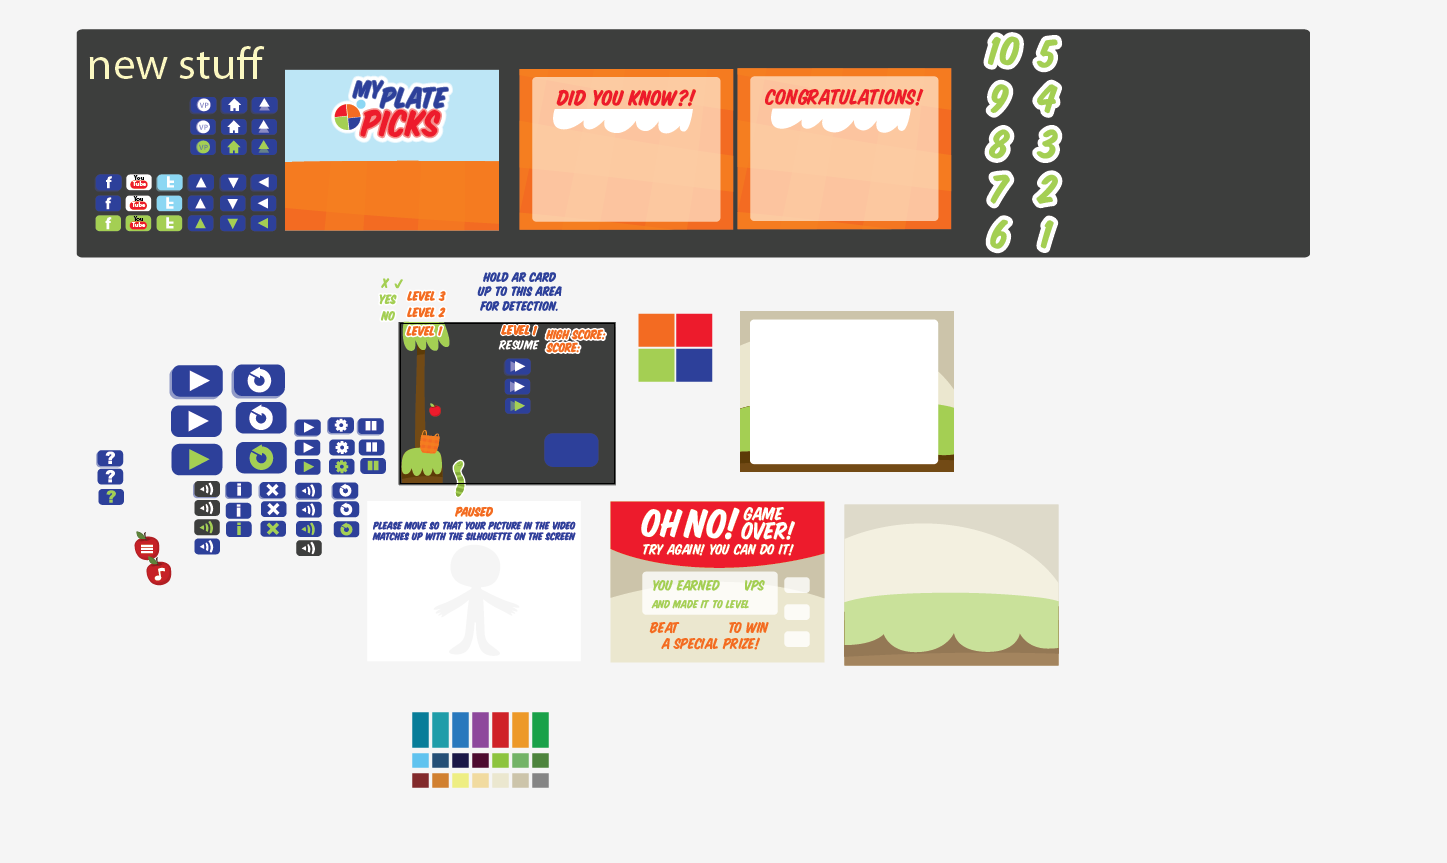 new stuff
VP
VP
VP
f You Tube t
f You Tube t
f You Tube t
MY PLATE
PICKS
DID YOU KNOW?!
CONGRATULATIONS!
10 5
9 4
8 3
7 2
6 1
X ✓
YES
NO
LEVEL 3
LEVEL 2
LEVEL 1
HOLD AR CARD
UP TO THIS AREA
FOR DETECTION.
LEVEL 1
RESUME
HIGH SCORE:
SCORE:
?
?
?
i
i
i
PAUSED
PLEASE MOVE SO THAT YOUR PICTURE IN THE VIDEO
MATCHES UP WITH THE SILHOUETTE ON THE SCREEN
OH NO! GAME OVER!
TRY AGAIN! YOU CAN DO IT!
YOU EARNED VPS
AND MADE IT TO LEVEL
BEAT TO WIN
A SPECIAL PRIZE!